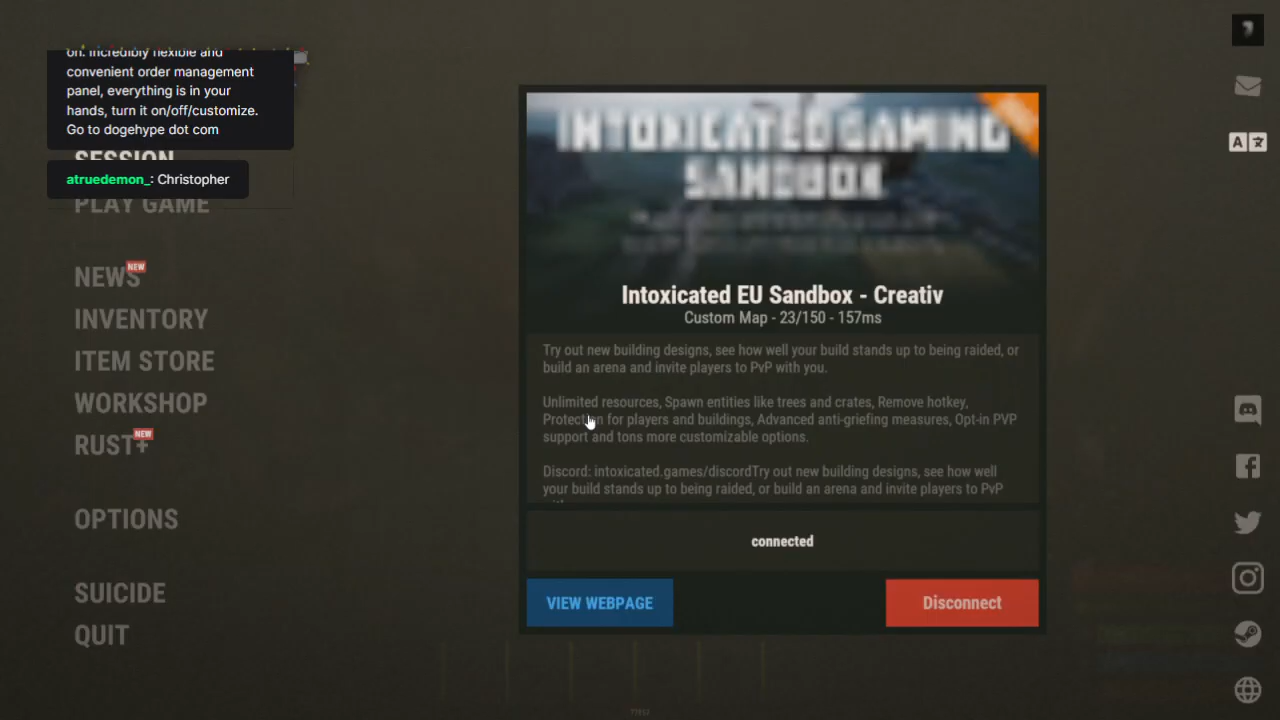 on. Incredibly flexible and
convenient order management
panel, everything is in your
hands, turn it on/off/customize.
Go to dogehype dot com
SESSION
atruedemon_: Christopher
PLAY GAME
NEWS NEW
INVENTORY
ITEM STORE
WORKSHOP
RUST+ NEW
OPTIONS
SUICIDE
QUIT
INTOXICATED GAMING
SANDBOX
Intoxicated EU Sandbox - Creativ
Custom Map - 23/150 - 157ms
Try out new building designs, see how well your build stands up to being raided, or
build an arena and invite players to PvP with you.
Unlimited resources, Spawn entities like trees and crates, Remove hotkey,
Protection for players and buildings, Advanced anti-griefing measures, Opt-in PVP
support and tons more customizable options.
Discord: intoxicated.games/discordTry out new building designs, see how well
your build stands up to being raided, or build an arena and invite players to PvP
connected
VIEW WEBPAGE
Disconnect